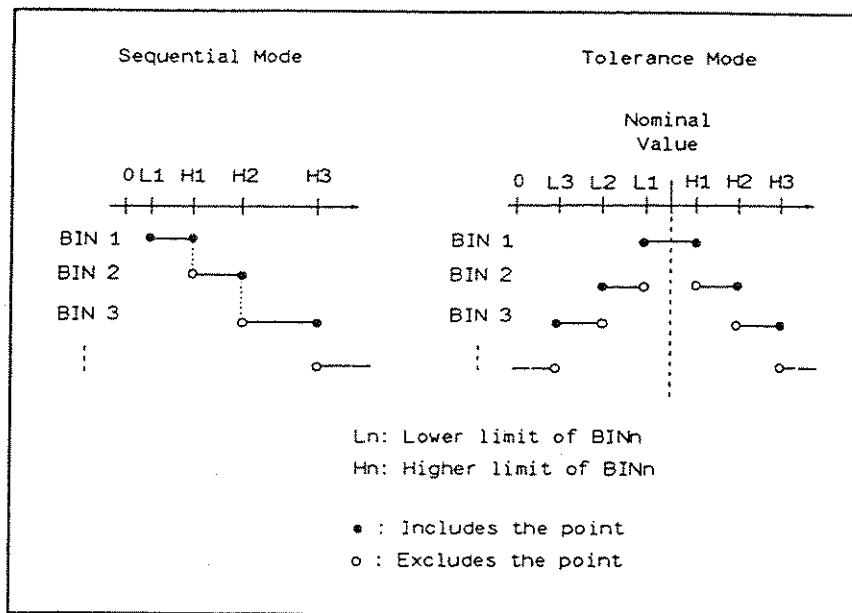 Sequential Mode
Tolerance Mode
Nominal
Value
0 L1 H1 H2 H3
0 L3 L2 L1 H1 H2 H3
BIN 1
BIN 1
BIN 2
BIN 2
BIN 3
BIN 3
Ln: Lower limit of BINn
Hn: Higher limit of BINn
• : Includes the point
o : Excludes the point